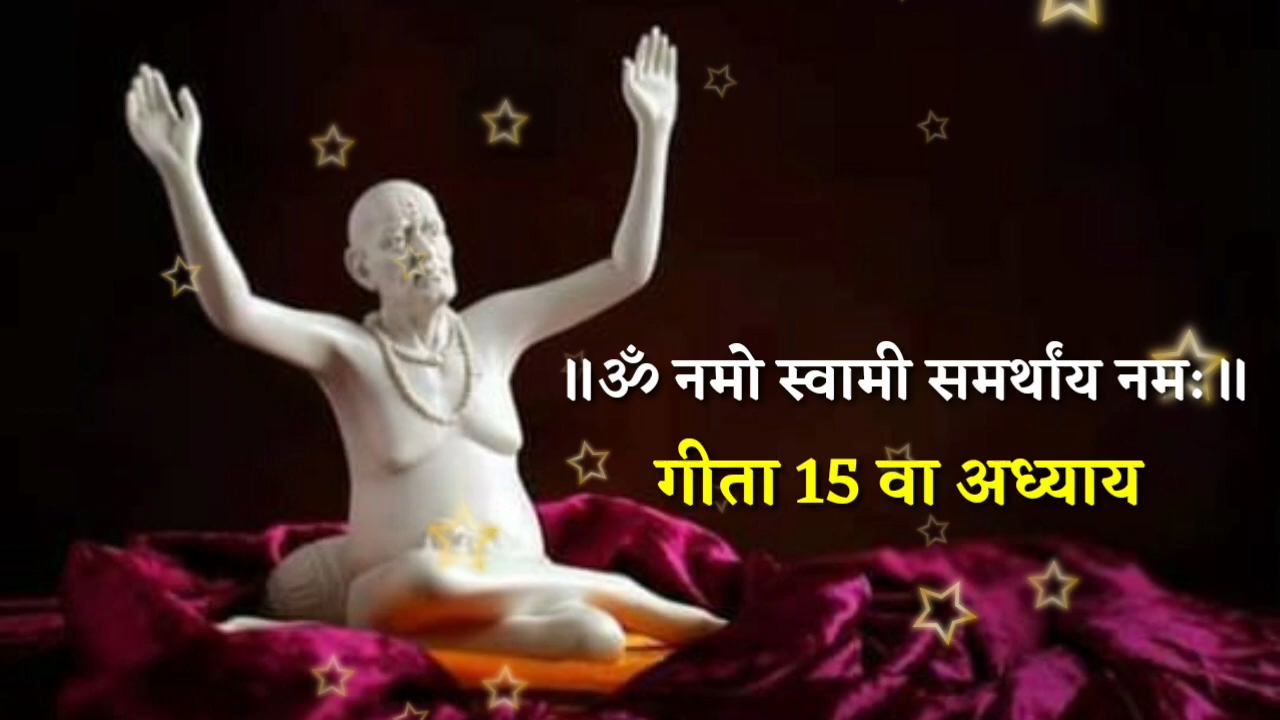 ॥ॐ नमो स्वामी समर्थांय नमः॥
गीता 15 वा अध्याय